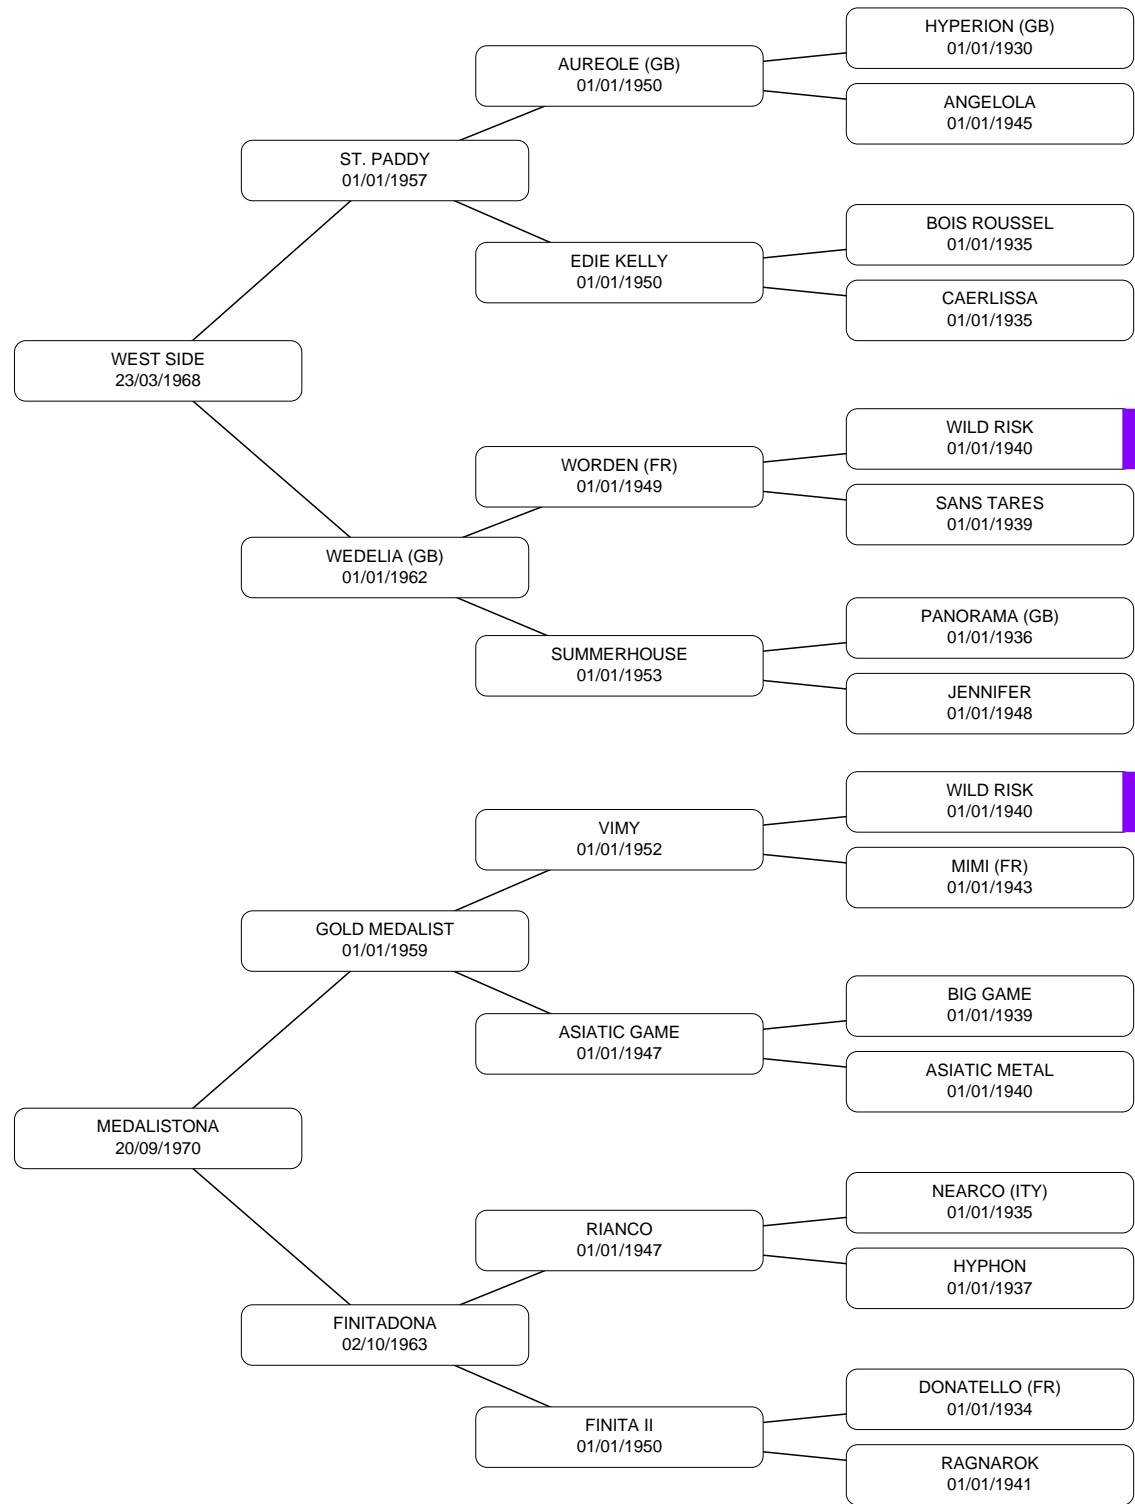 HYPERION (GB)
01/01/1930
AUREOLE (GB)
01/01/1950
ANGELOLA
01/01/1945
ST. PADDY
01/01/1957
BOIS ROUSSEL
01/01/1935
EDIE KELLY
01/01/1950
CAERLISSA
01/01/1935
WEST SIDE
23/03/1968
WILD RISK
01/01/1940
WORDEN (FR)
01/01/1949
SANS TARES
01/01/1939
WEDELIA (GB)
01/01/1962
PANORAMA (GB)
01/01/1936
SUMMERHOUSE
01/01/1953
JENNIFER
01/01/1948
WILD RISK
01/01/1940
VIMY
01/01/1952
MIMI (FR)
01/01/1943
GOLD MEDALIST
01/01/1959
BIG GAME
01/01/1939
ASIATIC GAME
01/01/1947
ASIATIC METAL
01/01/1940
MEDALISTONA
20/09/1970
NEARCO (ITY)
01/01/1935
RIANCO
01/01/1947
HYPHON
01/01/1937
FINITADONA
02/10/1963
DONATELLO (FR)
01/01/1934
FINITA II
01/01/1950
RAGNAROK
01/01/1941